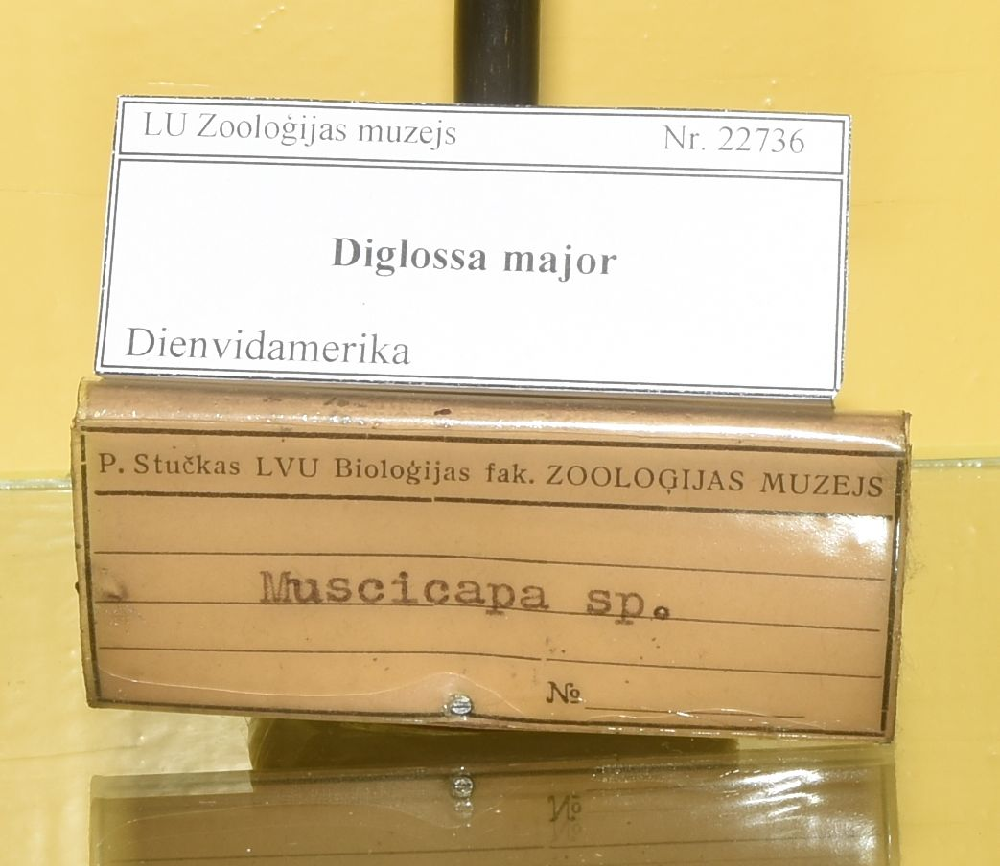 LU Zooloģijas muzejs Nr. 22736
Diglossa major
Dienvidamerika
P. Stučkas LVU Bioloģijas fak. ZOOLOĢIJAS MUZEJS
Muscicapa sp.
№